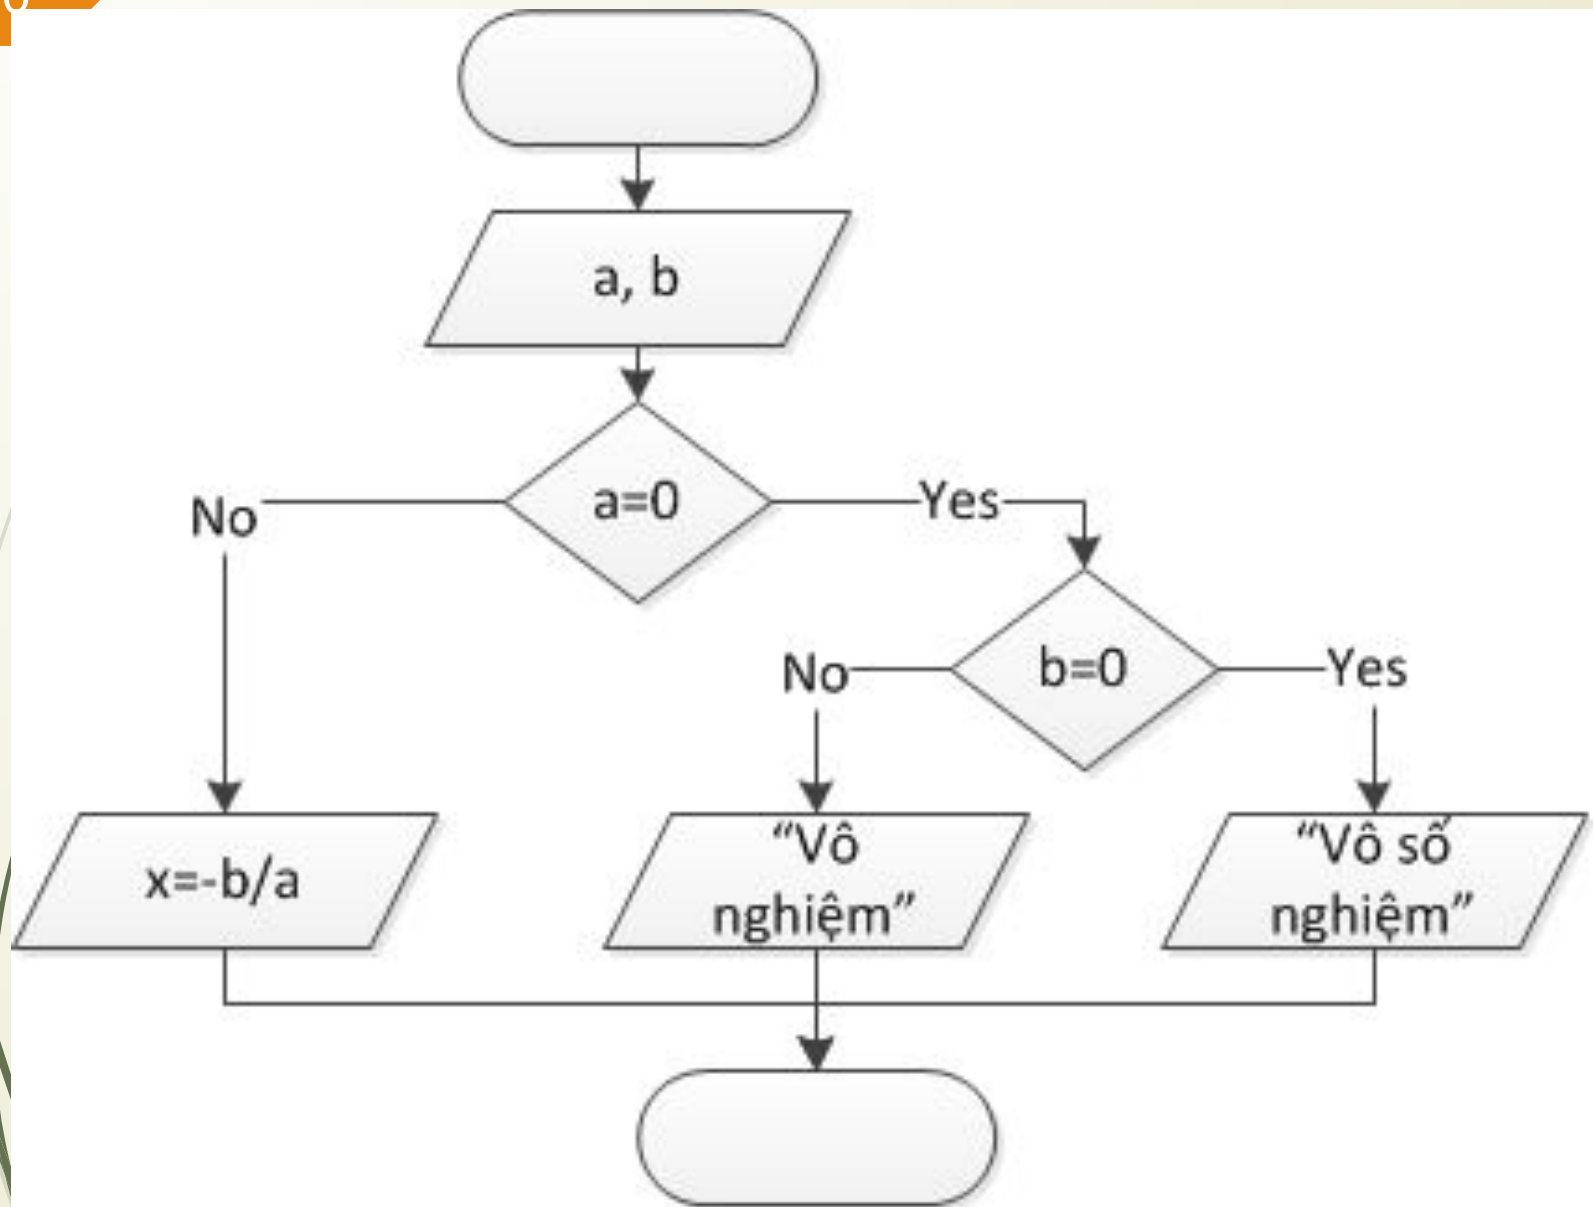 a, b
a=0
No
Yes
b=0
No
Yes
x=-b/a
“Vô
nghiệm”
“Vô số
nghiệm”